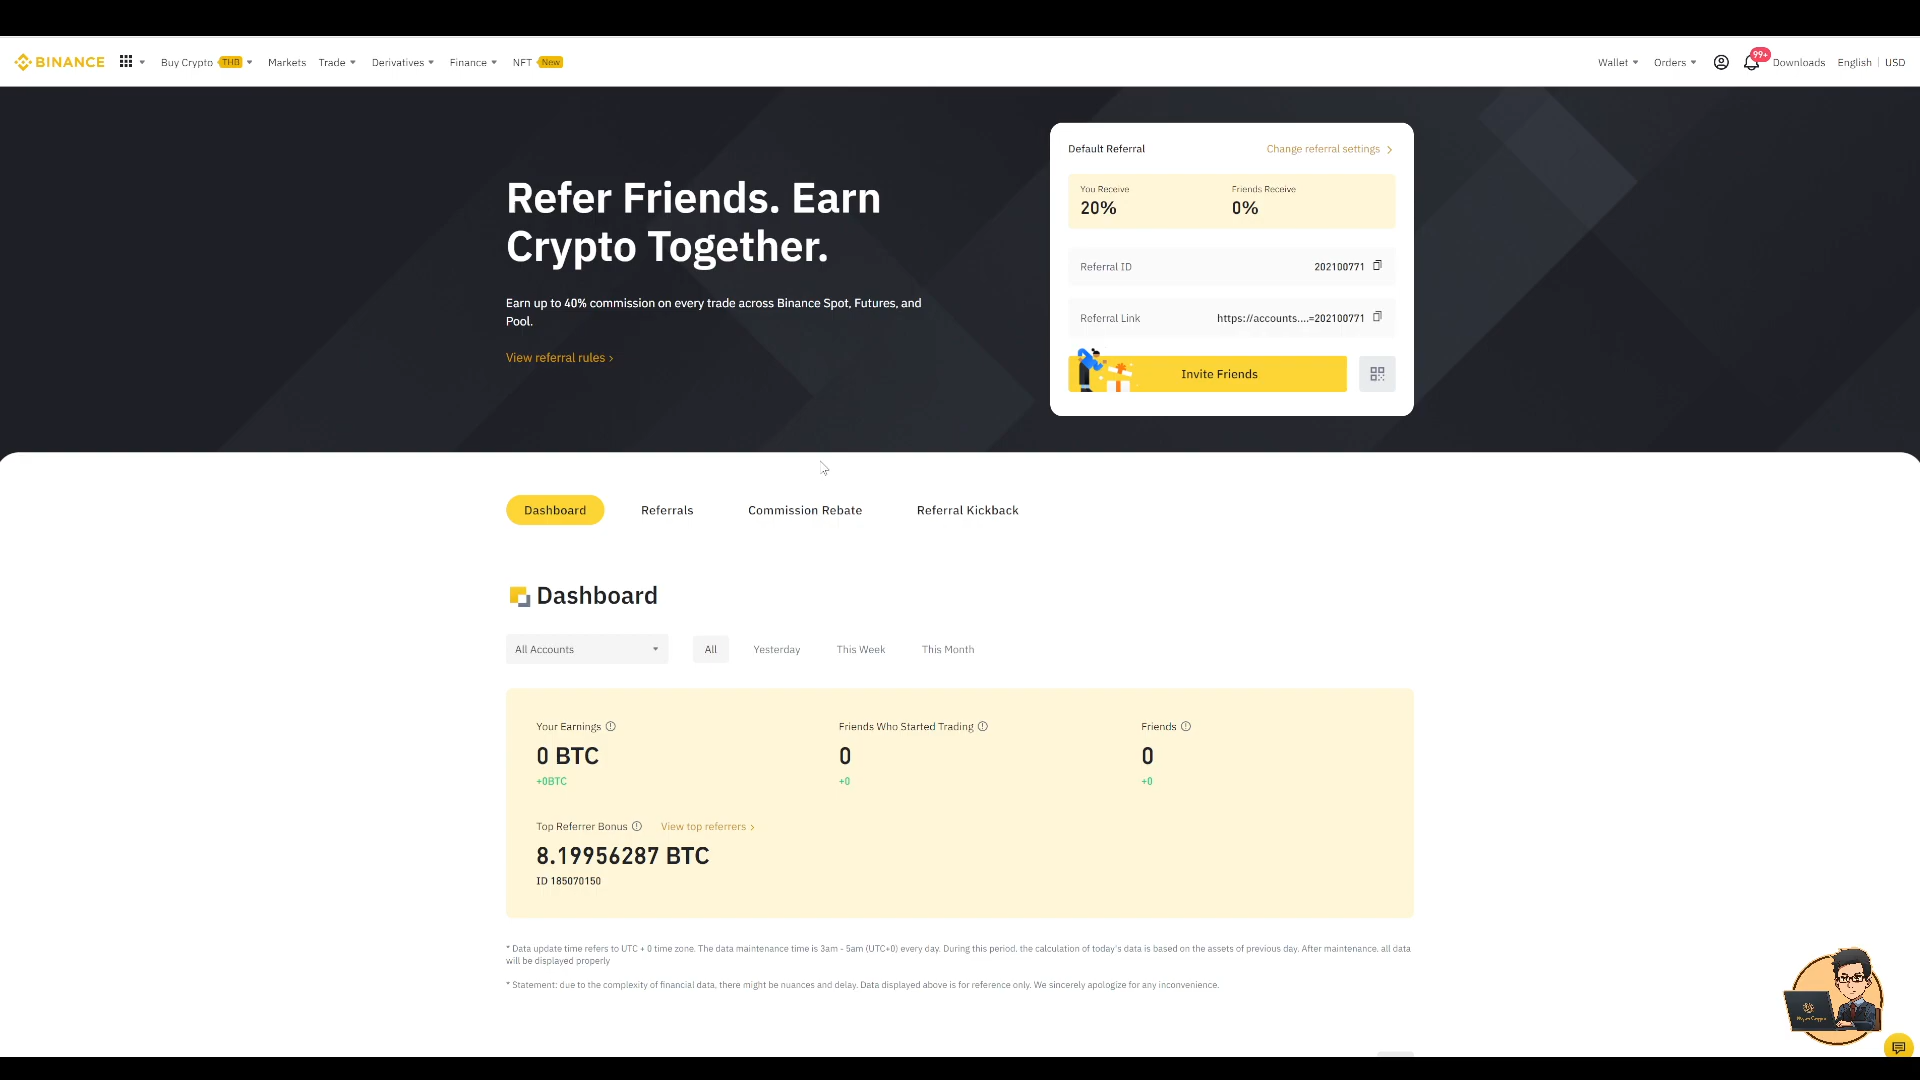 BINANCE
Buy Crypto THB
Markets
Trade
Derivatives
Finance
NFT New
Wallet
Orders
99+
Downloads
English
USD
Refer Friends. Earn
Crypto Together.
Earn up to 40% commission on every trade across Binance Spot, Futures, and
Pool.
View referral rules
Default Referral
Change referral settings
You Receive
Friends Receive
20%
0%
Referral ID
202100771
Referral Link
https://accounts....=202100771
Invite Friends
Dashboard
Referrals
Commission Rebate
Referral Kickback
Dashboard
All Accounts
All
Yesterday
This Week
This Month
Your Earnings
Friends Who Started Trading
Friends
0 BTC
0
0
+0BTC
+0
+0
Top Referrer Bonus
View top referrers
8.19956287 BTC
ID 185070150
* Data update time refers to UTC + 0 time zone. The data maintenance time is 3am - 5am (UTC+0) every day. During this period, the calculation of today's data is based on the assets of previous day. After maintenance, all data
will be displayed properly
* Statement: due to the complexity of financial data, there might be nuances and delay. Data displayed above is for reference only. We sincerely apologize for any inconvenience.